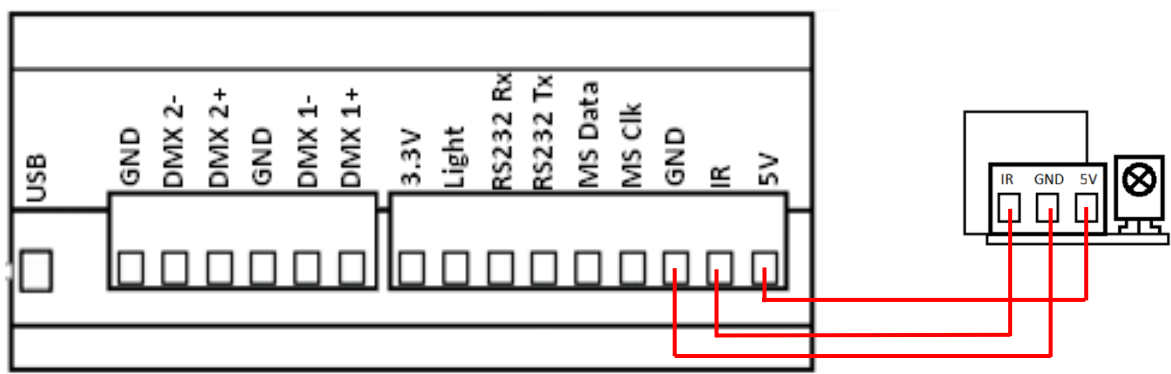 USB
GND
DMX 2-
DMX 2+
GND
DMX 1-
DMX 1+
3.3V
Light
RS232 Rx
RS232 Tx
MS Data
MS Clk
GND
IR
5V
IR GND 5V